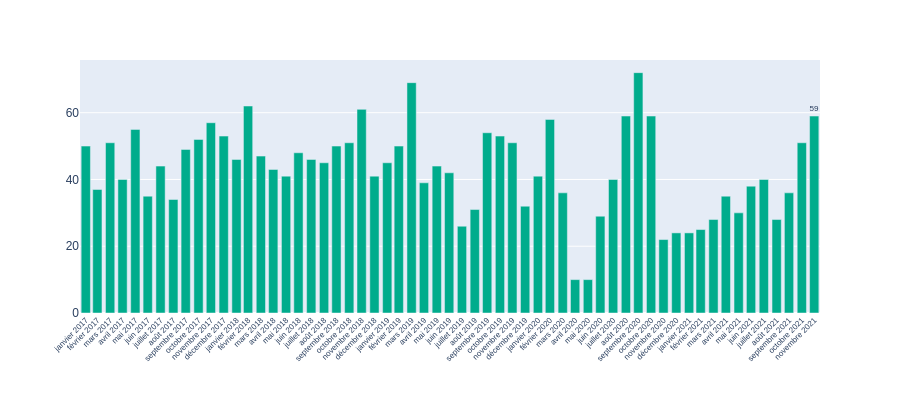 60
40
20
0
59
janvier 2017
février 2017
mars 2017
avril 2017
mai 2017
juin 2017
juillet 2017
août 2017
septembre 2017
octobre 2017
novembre 2017
décembre 2017
janvier 2018
février 2018
mars 2018
avril 2018
mai 2018
juin 2018
juillet 2018
août 2018
septembre 2018
octobre 2018
novembre 2018
décembre 2018
janvier 2019
février 2019
mars 2019
avril 2019
mai 2019
juin 2019
juillet 2019
août 2019
septembre 2019
octobre 2019
novembre 2019
décembre 2019
janvier 2020
février 2020
mars 2020
avril 2020
mai 2020
juin 2020
juillet 2020
août 2020
septembre 2020
octobre 2020
novembre 2020
décembre 2020
janvier 2021
février 2021
mars 2021
avril 2021
mai 2021
juin 2021
juillet 2021
août 2021
septembre 2021
octobre 2021
novembre 2021